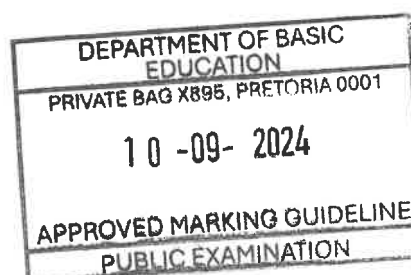 DEPARTMENT OF BASIC
EDUCATION
PRIVATE BAG X895, PRETORIA 0001
10 -09- 2024
APPROVED MARKING GUIDELINE
PUBLIC EXAMINATION